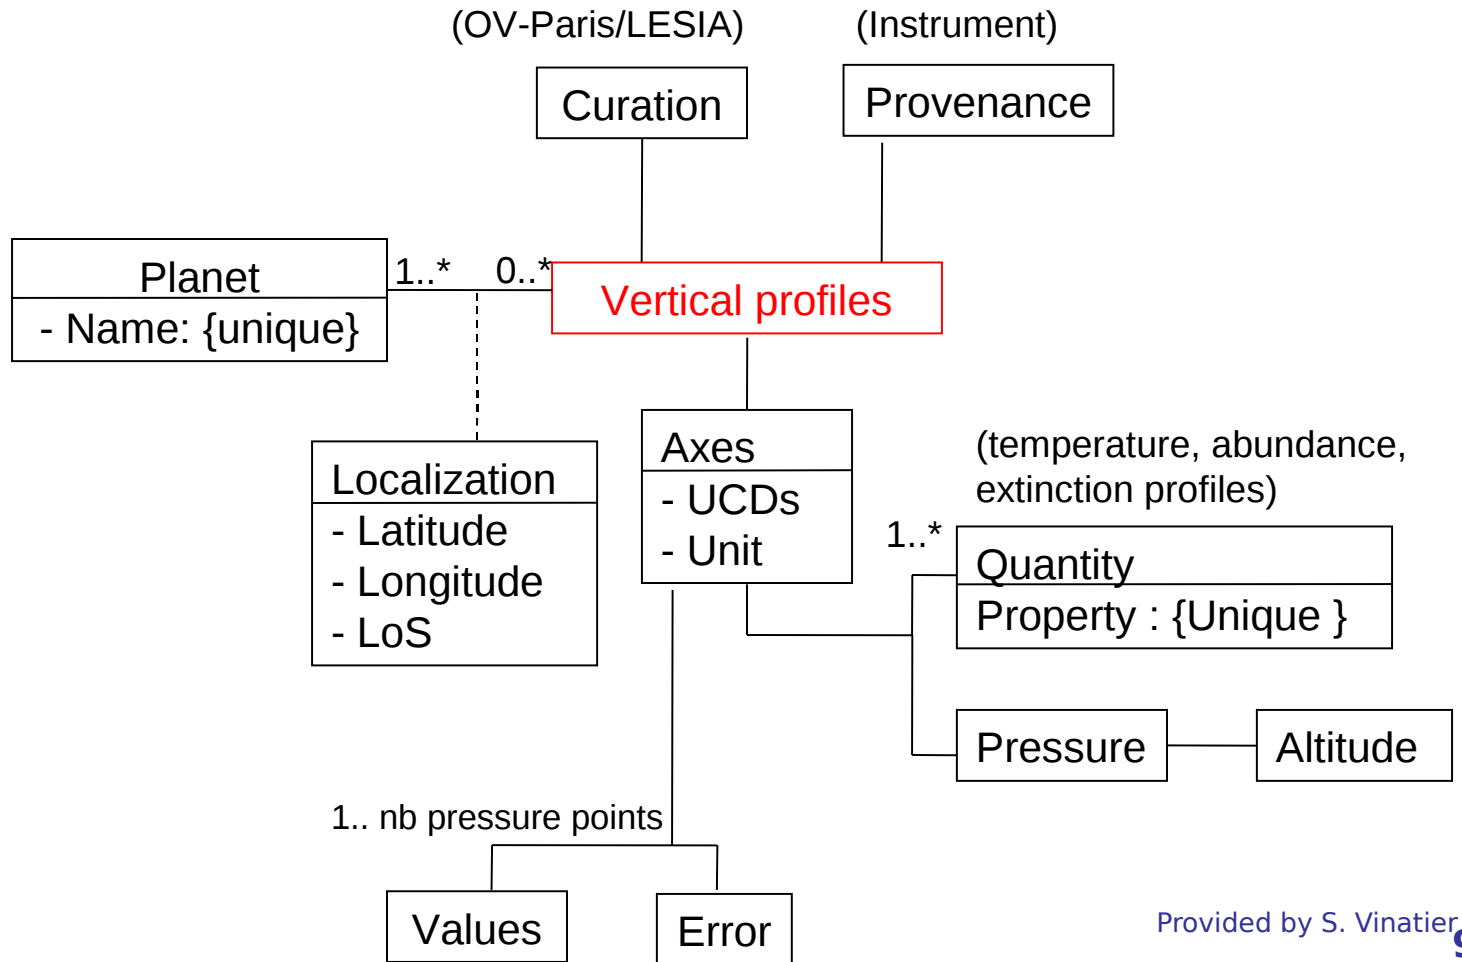 (OV-Paris/LESIA)
(Instrument)
Curation
Provenance
Planet
- Name: {unique}
1..*
0..*
Vertical profiles
Localization
- Latitude
- Longitude
- LoS
Axes
- UCDs
- Unit
(temperature, abundance,
extinction profiles)
1..*
Quantity
Property : {Unique }
Pressure
Altitude
1.. nb pressure points
Values
Error
Provided by S. Vinatier